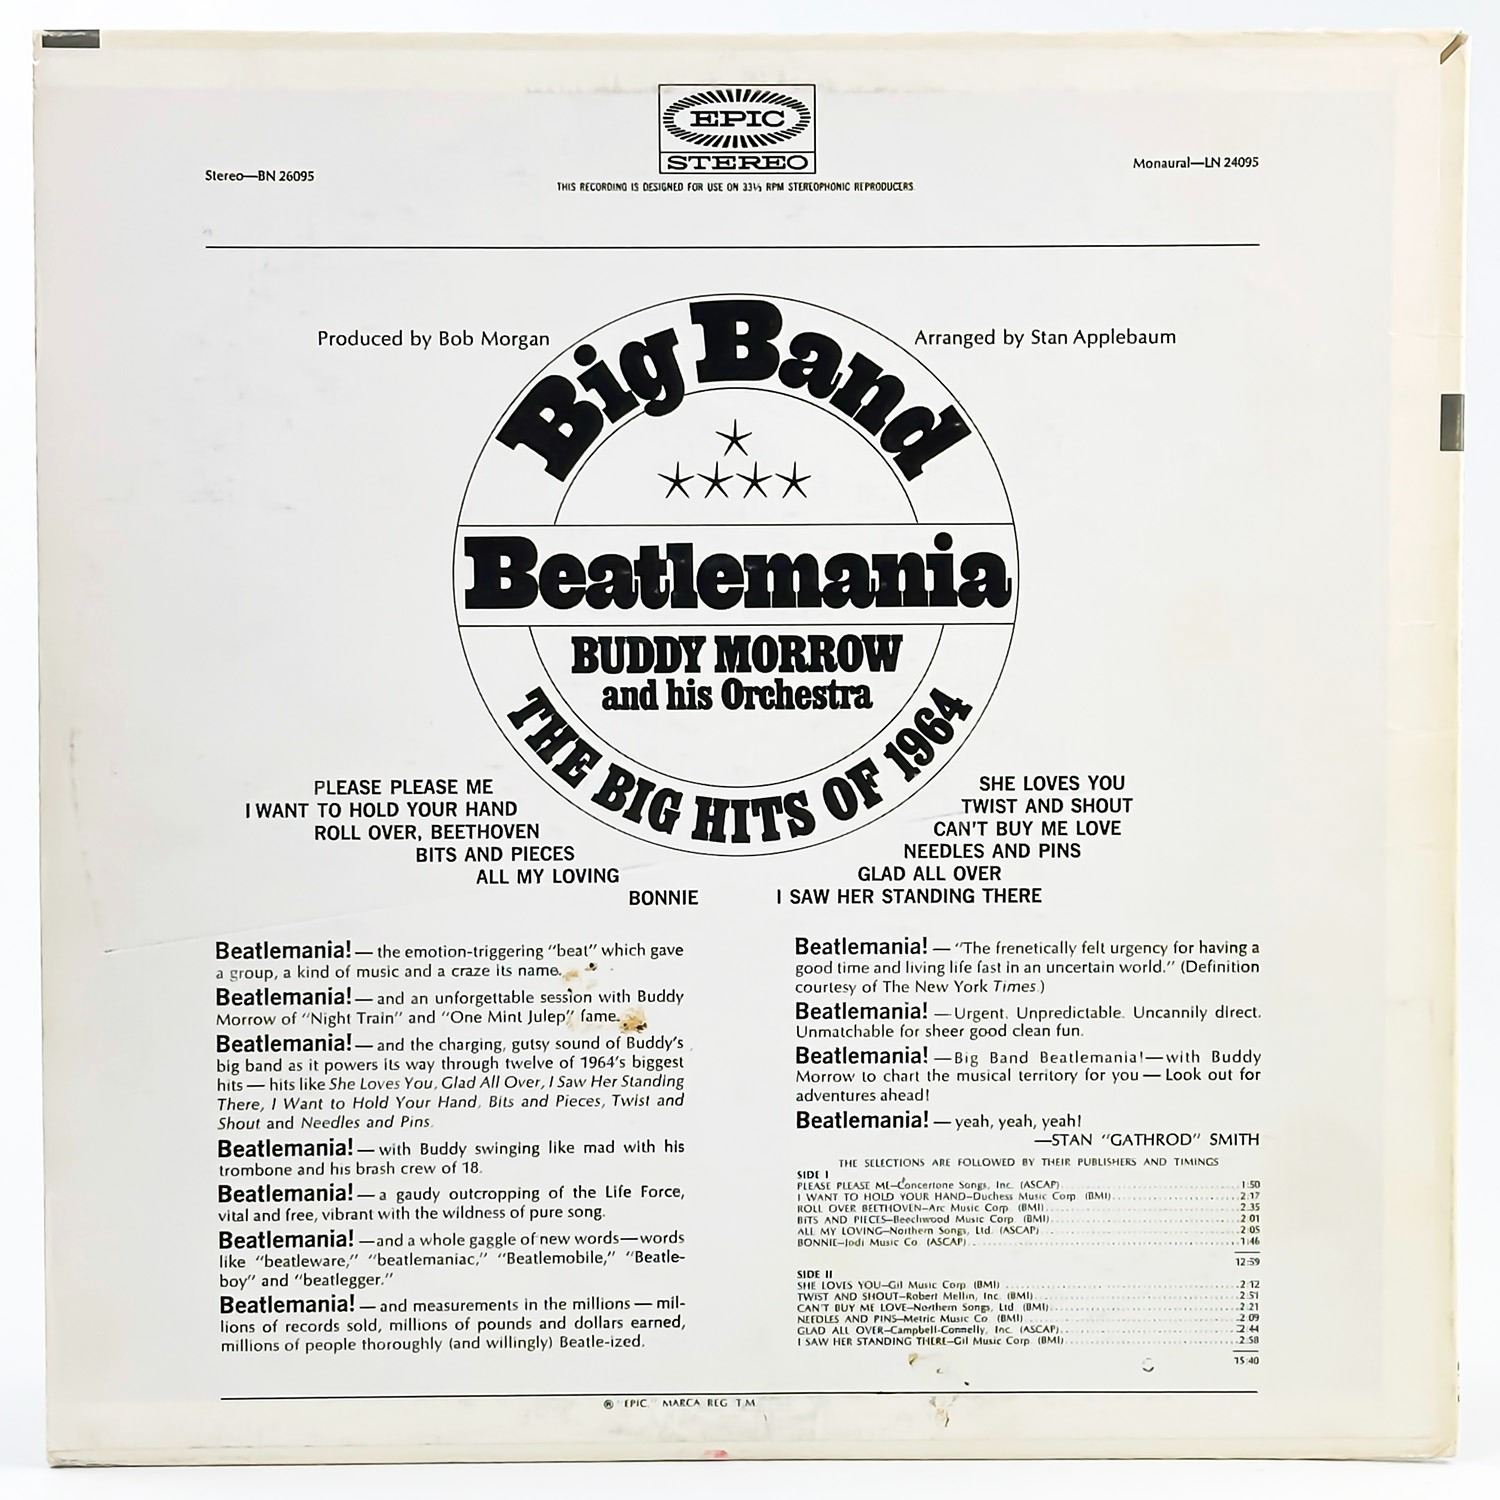 EPIC
STEREO
Stereo—BN 26095
Monaural—LN 24095
THIS RECORDING IS DESIGNED FOR USE ON 33⅓ RPM STEREOPHONIC REPRODUCERS.
Produced by Bob Morgan
Arranged by Stan Applebaum
Big Band
Beatlemania
BUDDY MORROW
and his Orchestra
THE BIG HITS OF 1964
PLEASE PLEASE ME
I WANT TO HOLD YOUR HAND
ROLL OVER, BEETHOVEN
BITS AND PIECES
ALL MY LOVING
BONNIE
SHE LOVES YOU
TWIST AND SHOUT
CAN'T BUY ME LOVE
NEEDLES AND PINS
GLAD ALL OVER
I SAW HER STANDING THERE
Beatlemania! — the emotion-triggering "beat" which gave
a group, a kind of music and a craze its name.
Beatlemania! — and an unforgettable session with Buddy
Morrow of "Night Train" and "One Mint Julep" fame.
Beatlemania! — and the charging, gutsy sound of Buddy's
big band as it powers its way through twelve of 1964's biggest
hits — hits like She Loves You, Glad All Over, I Saw Her Standing
There, I Want to Hold Your Hand, Bits and Pieces, Twist and
Shout and Needles and Pins.
Beatlemania! — with Buddy swinging like mad with his
trombone and his brash crew of 18.
Beatlemania! — a gaudy outcropping of the Life Force,
vital and free, vibrant with the wildness of pure song.
Beatlemania! — and a whole gaggle of new words—words
like "beatleware," "beatlemaniac," "Beatlemobile," "Beatle-
boy" and "beatlegger."
Beatlemania! — and measurements in the millions — mil-
lions of records sold, millions of pounds and dollars earned,
millions of people thoroughly (and willingly) Beatle-ized.
Beatlemania! — "The frenetically felt urgency for having a
good time and living life fast in an uncertain world." (Definition
courtesy of The New York Times.)
Beatlemania! — Urgent. Unpredictable. Uncannily direct.
Unmatchable for sheer good clean fun.
Beatlemania! — Big Band Beatlemania!—with Buddy
Morrow to chart the musical territory for you — Look out for
adventures ahead!
Beatlemania! — yeah, yeah, yeah!
—STAN "GATHROD" SMITH
THE SELECTIONS ARE FOLLOWED BY THEIR PUBLISHERS AND TIMINGS
SIDE I
PLEASE PLEASE ME—Concertone Songs, Inc. (ASCAP) 1:50
I WANT TO HOLD YOUR HAND—Duchess Music Corp. (BMI) 2:17
ROLL OVER BEETHOVEN—Arc Music Corp. (BMI) 2:35
BITS AND PIECES—Beechwood Music Corp. (BMI) 2:01
ALL MY LOVING—Northern Songs, Ltd. (ASCAP) 2:05
BONNIE—Jodi Music Co. (ASCAP) 1:46
12:59
SIDE II
SHE LOVES YOU—Gil Music Corp. (BMI) 2:12
TWIST AND SHOUT—Robert Mellin, Inc. (BMI) 2:51
CAN'T BUY ME LOVE—Northern Songs, Ltd. (BMI) 2:21
NEEDLES AND PINS—Metric Music Co. (BMI) 2:09
GLAD ALL OVER—Campbell-Connelly, Inc. (ASCAP) 2:44
I SAW HER STANDING THERE—Gil Music Corp. (BMI) 2:58
15:40
® "EPIC" MARCA REG. T.M.